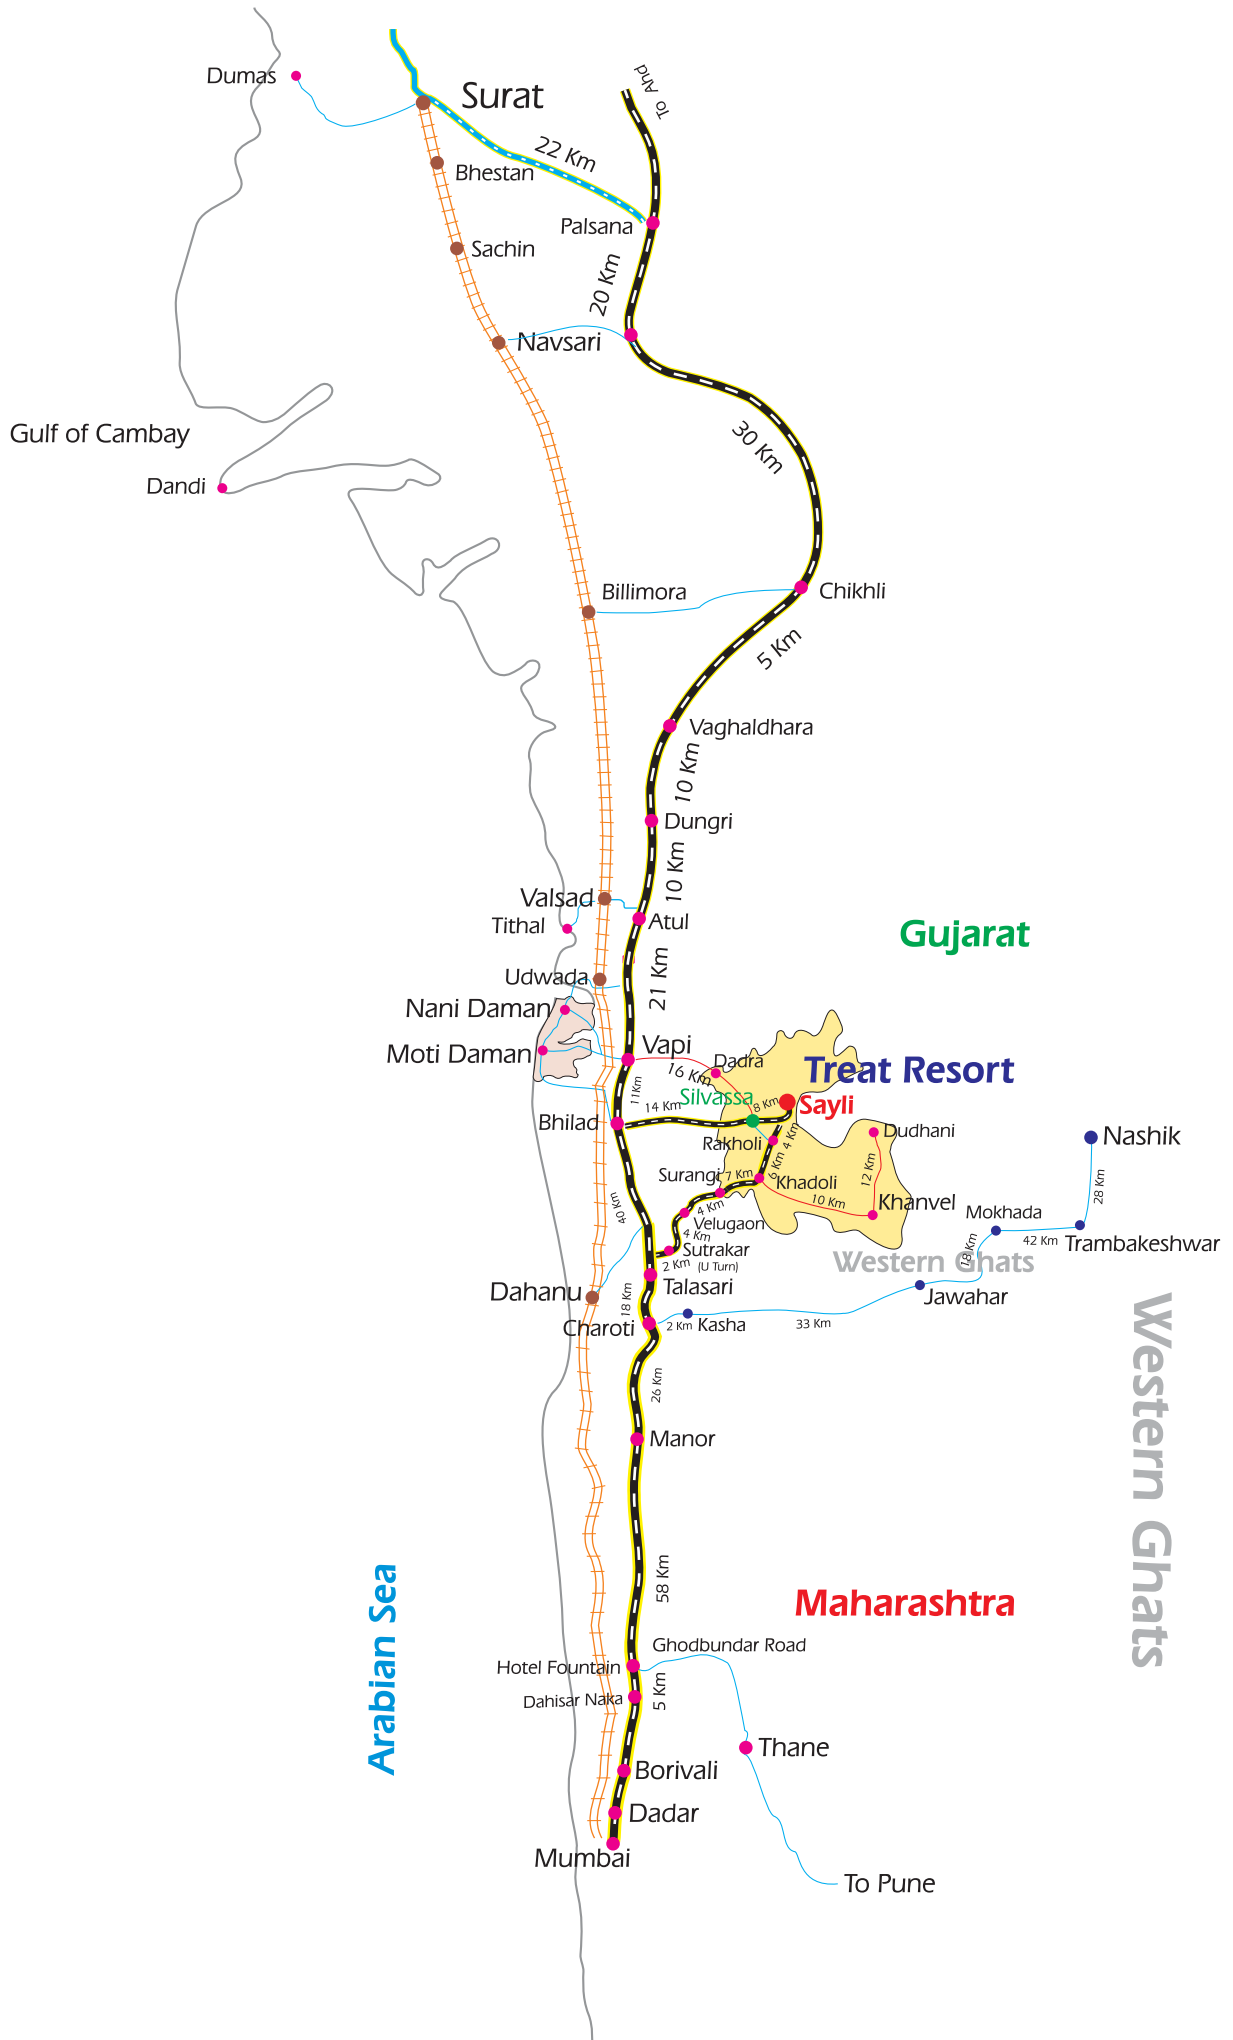 To Ahd
Dumas
Surat
22 Km
Bhestan
Palsana
Sachin
20 Km
Navsari
30 Km
Gulf of Cambay
Dandi
Billimora
Chikhli
5 Km
Vaghaldhara
10 Km
Dungri
10 Km
Valsad
Tithal
Atul
Gujarat
21 Km
Udwada
Nani Daman
Moti Daman
Vapi
Dadra
16 Km
Treat Resort
11Km
Silvassa
8 Km
Sayli
14 Km
Bhilad
Rakholi
4 Km
Dudhani
Nashik
6 Km
12 Km
Surangi
7 Km
Khadoli
28 Km
40 Km
4 Km
10 Km
Khanvel
Velugaon
Mokhada
4 Km
18 Km
42 Km
Trambakeshwar
Sutrakar
(U Turn)
2 Km
Western Ghats
Talasari
Dahanu
18 Km
Jawahar
Charoti
2 Km
Kasha
33 Km
Western Ghats
26 Km
Manor
58 Km
Arabian Sea
Maharashtra
Ghodbundar Road
Hotel Fountain
Dahisar Naka
5 Km
Thane
Borivali
Dadar
Mumbai
To Pune